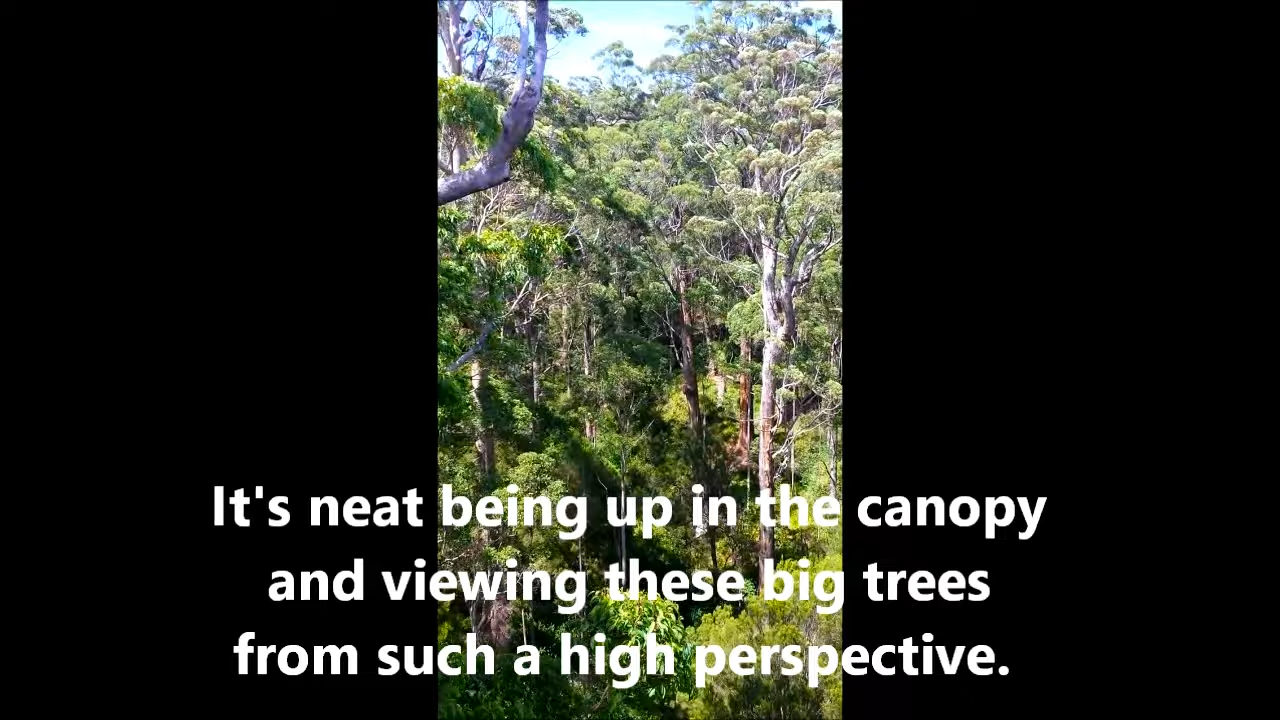 It's neat being up in the canopy
and viewing these big trees
from such a high perspective.